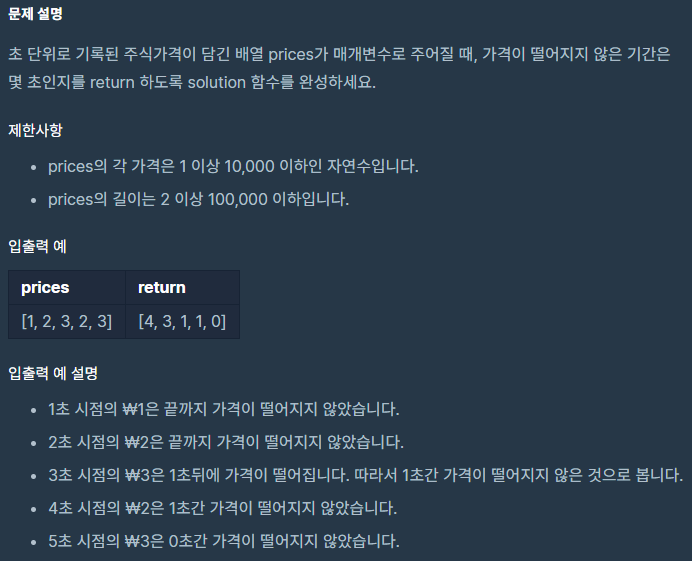 문제 설명
초 단위로 기록된 주식가격이 담긴 배열 prices가 매개변수로 주어질 때, 가격이 떨어지지 않은 기간은
몇 초인지를 return 하도록 solution 함수를 완성하세요.
제한사항
• prices의 각 가격은 1 이상 10,000 이하인 자연수입니다.
• prices의 길이는 2 이상 100,000 이하입니다.
입출력 예
prices return
[1, 2, 3, 2, 3] [4, 3, 1, 1, 0]
입출력 예 설명
• 1초 시점의 ₩1은 끝까지 가격이 떨어지지 않았습니다.
• 2초 시점의 ₩2은 끝까지 가격이 떨어지지 않았습니다.
• 3초 시점의 ₩3은 1초뒤에 가격이 떨어집니다. 따라서 1초간 가격이 떨어지지 않은 것으로 봅니다.
• 4초 시점의 ₩2은 1초간 가격이 떨어지지 않았습니다.
• 5초 시점의 ₩3은 0초간 가격이 떨어지지 않았습니다.